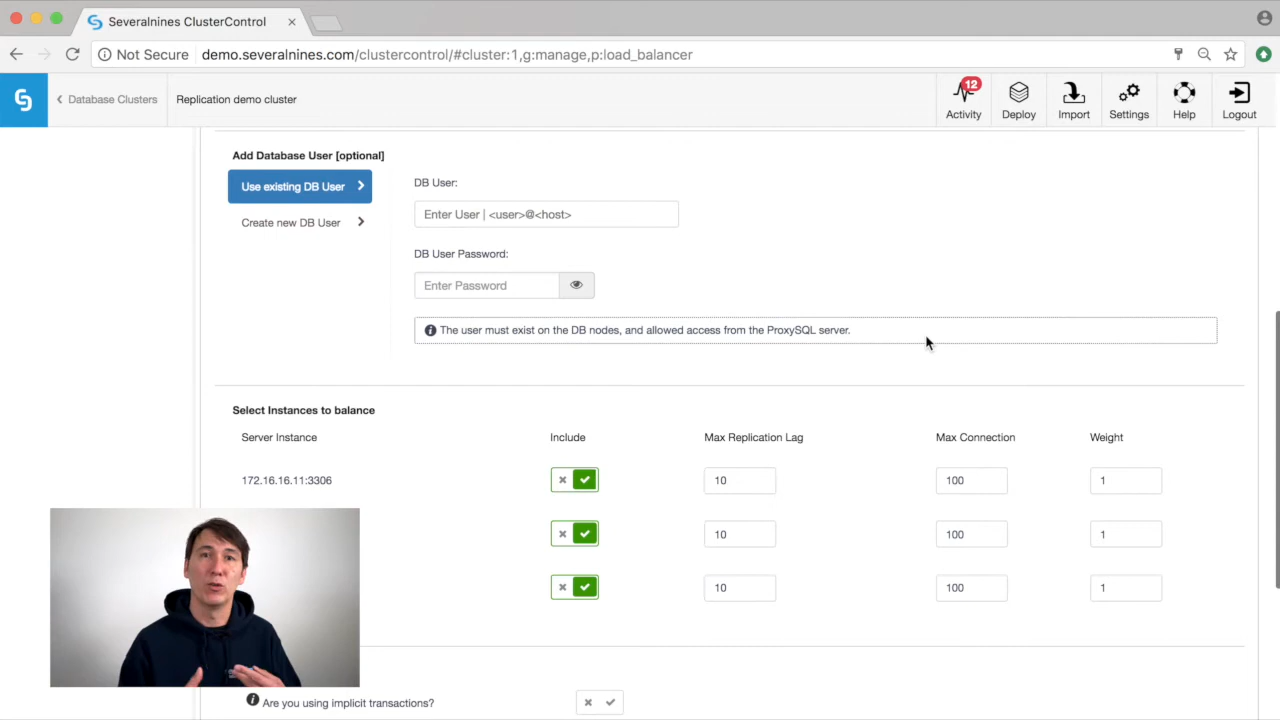 Severalnines ClusterControl
Not Secure demo.severalnines.com/clustercontrol/#cluster:1,g:manage,p:load_balancer
Database Clusters
Replication demo cluster
12
Activity
Deploy
Import
Settings
Help
Logout
Add Database User [optional]
Use existing DB User
Create new DB User
DB User:
Enter User | <user>@<host>
DB User Password:
Enter Password
The user must exist on the DB nodes, and allowed access from the ProxySQL server.
Select Instances to balance
Server Instance Include Max Replication Lag Max Connection Weight
172.16.16.11:3306 10 100 1
10 100 1
10 100 1
Are you using implicit transactions?